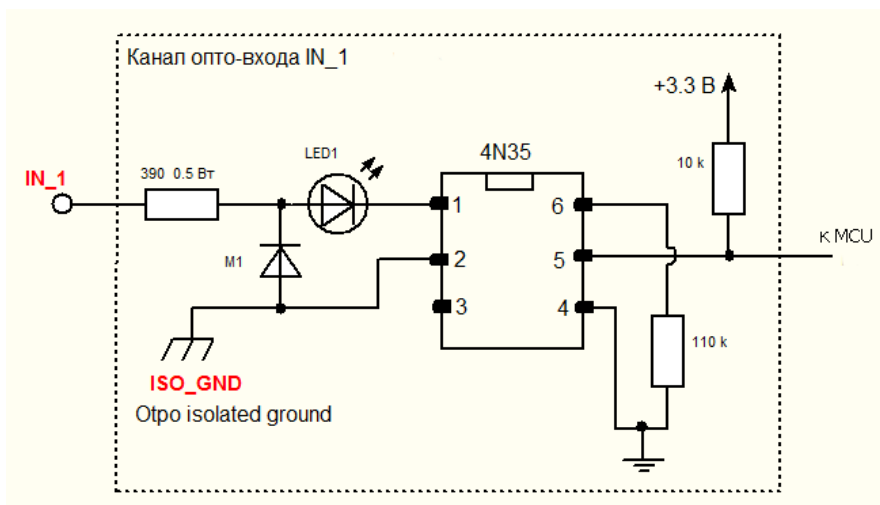 Канал опто-входа IN_1
+3.3 В
4N35
LED1
10 k
390 0.5 Вт
IN_1
1
6
к MCU
M1
2
5
3
4
110 k
ISO_GND
Otpo isolated ground